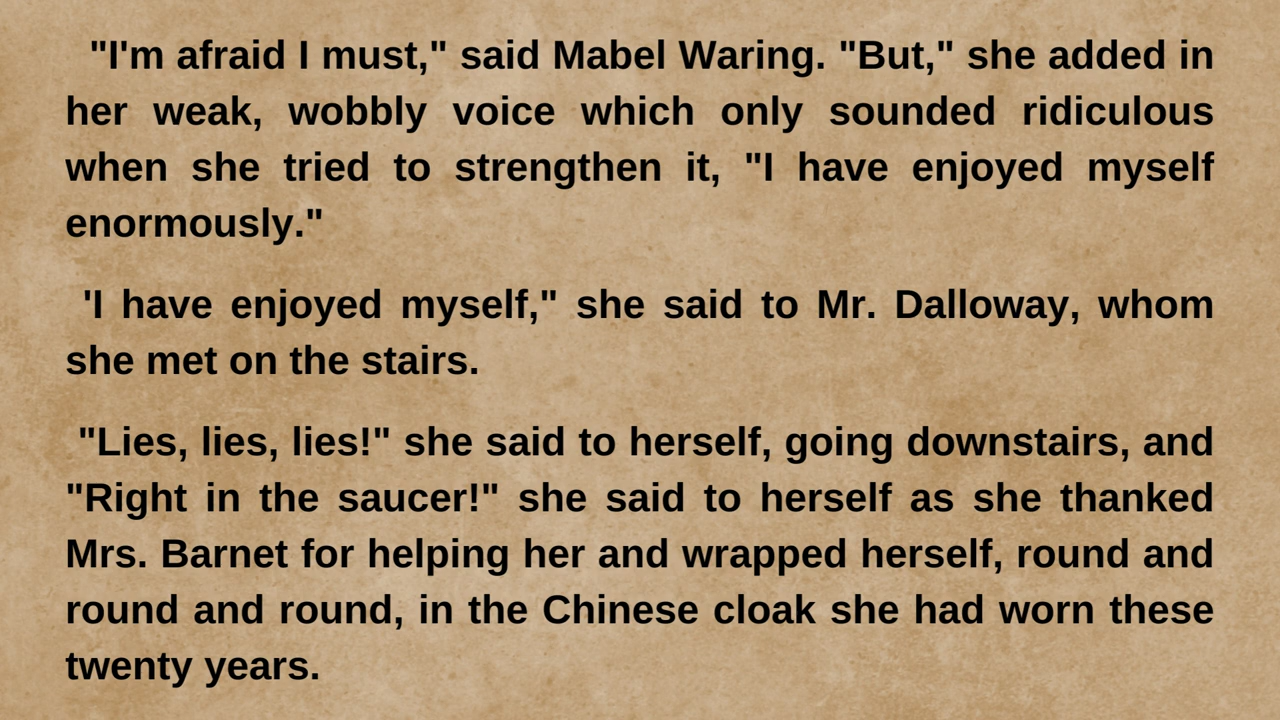 "I'm afraid I must," said Mabel Waring. "But," she added in
her weak, wobbly voice which only sounded ridiculous
when she tried to strengthen it, "I have enjoyed myself
enormously."
'I have enjoyed myself," she said to Mr. Dalloway, whom
she met on the stairs.
"Lies, lies, lies!" she said to herself, going downstairs, and
"Right in the saucer!" she said to herself as she thanked
Mrs. Barnet for helping her and wrapped herself, round and
round and round, in the Chinese cloak she had worn these
twenty years.